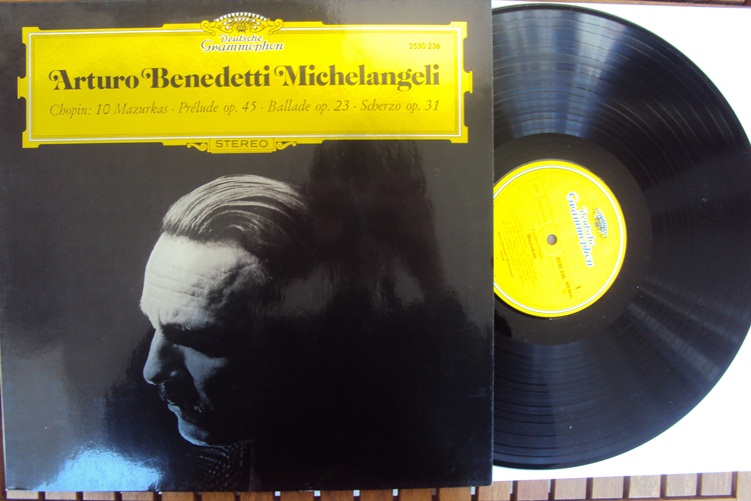 Deutsche
Grammophon
2530 236
Arturo Benedetti Michelangeli
Chopin: 10 Mazurkas - Prélude op. 45 - Ballade op. 23 - Scherzo op. 31
STEREO
Deutsche
Grammophon
1